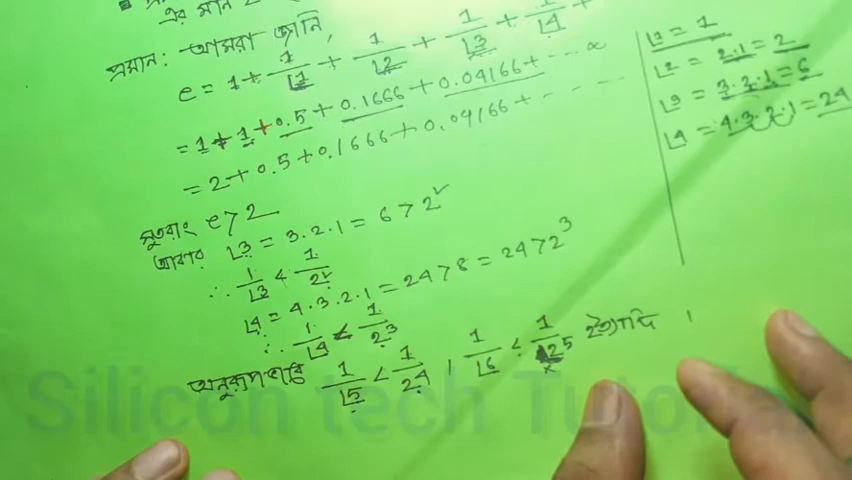 এর মান 2
প্রমান: আমরা জানি,
e = 1 + 1/⌊1 + 1/⌊2 + 1/⌊3 + 1/⌊4 +
= 1 + 1 + 0.5 + 0.1666 + 0.04166 + ... ∝
= 2 + 0.5 + 0.1666 + 0.04166 + ......
সুতরাং e > 2
আবার ⌊3 = 3.2.1 = 6 > 2²
∴ 1/⌊3 < 1/2²
⌊4 = 4.3.2.1 = 24 > 8 = 24 > 2³
∴ 1/⌊4 < 1/2³
অনুরূপভাবে 1/⌊5 < 1/2⁴, 1/⌊6 < 1/2⁵ ইত্যাদি ।
⌊1 = 1
⌊2 = 2.1 = 2
⌊3 = 3.2.1 = 6
⌊4 = 4.3.2.1 = 24
Silicon tech Tutorial